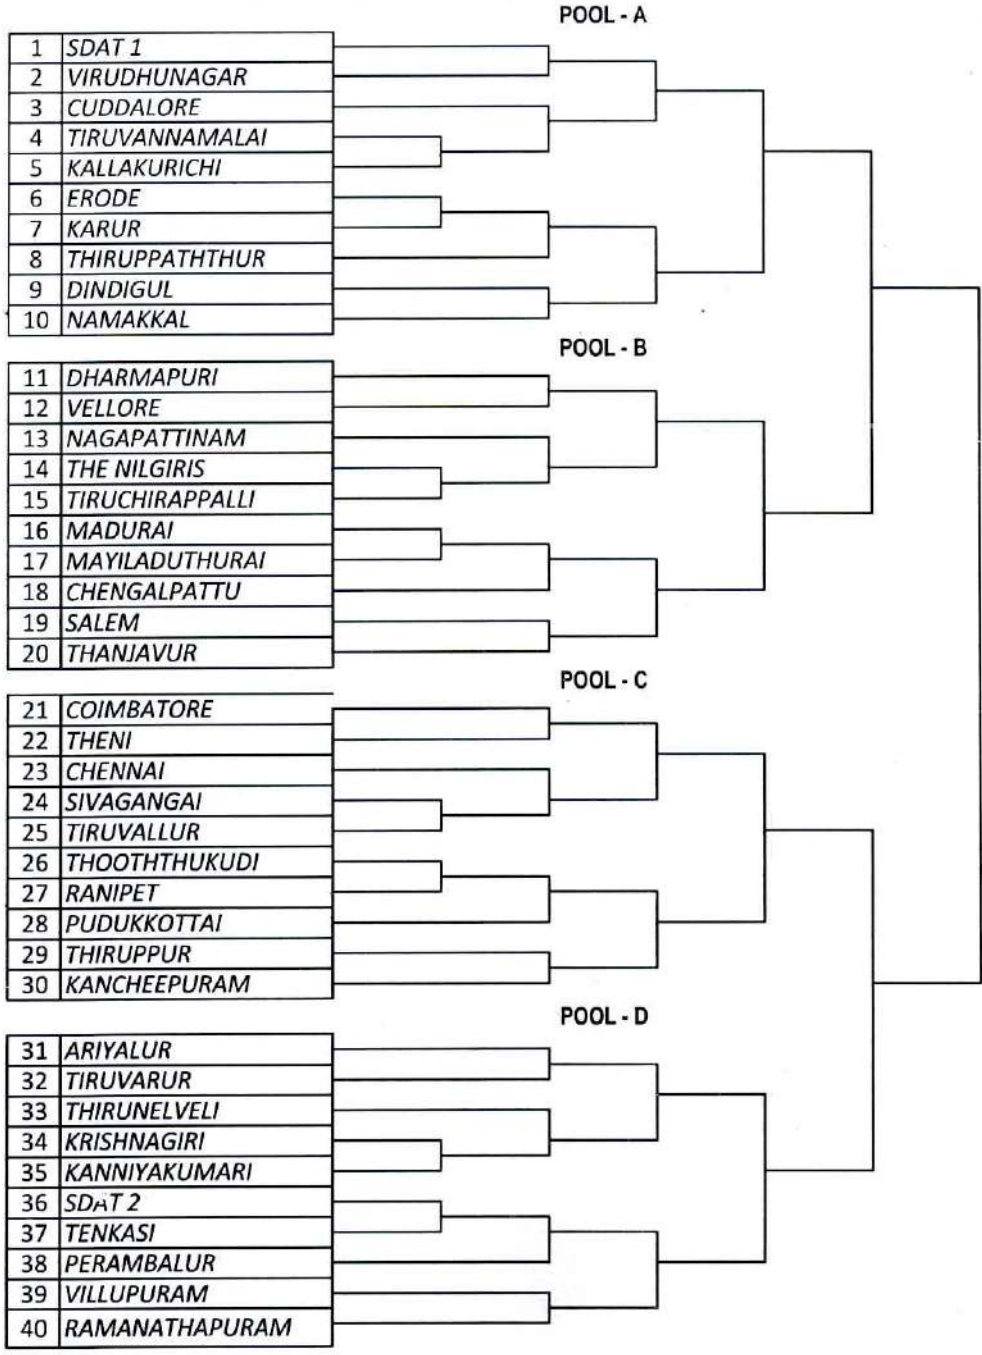 POOL - A
1 SDAT 1
2 VIRUDHUNAGAR
3 CUDDALORE
4 TIRUVANNAMALAI
5 KALLAKURICHI
6 ERODE
7 KARUR
8 THIRUPPATHTHUR
9 DINDIGUL
10 NAMAKKAL
POOL - B
11 DHARMAPURI
12 VELLORE
13 NAGAPATTINAM
14 THE NILGIRIS
15 TIRUCHIRAPPALLI
16 MADURAI
17 MAYILADUTHURAI
18 CHENGALPATTU
19 SALEM
20 THANJAVUR
POOL - C
21 COIMBATORE
22 THENI
23 CHENNAI
24 SIVAGANGAI
25 TIRUVALLUR
26 THOOTHTHUKUDI
27 RANIPET
28 PUDUKKOTTAI
29 THIRUPPUR
30 KANCHEEPURAM
POOL - D
31 ARIYALUR
32 TIRUVARUR
33 THIRUNELVELI
34 KRISHNAGIRI
35 KANNIYAKUMARI
36 SDAT 2
37 TENKASI
38 PERAMBALUR
39 VILLUPURAM
40 RAMANATHAPURAM